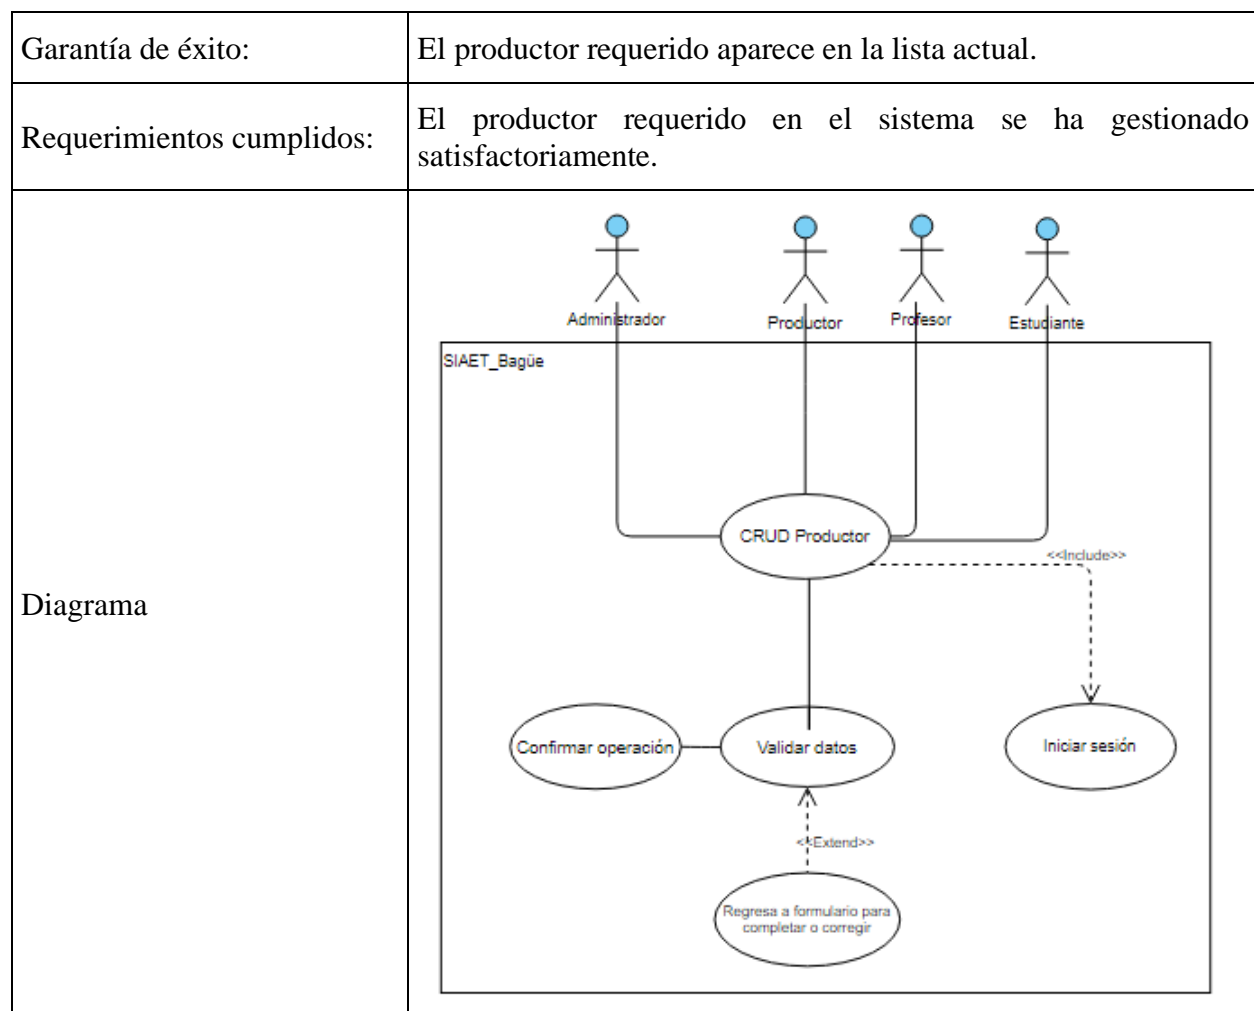 Garantía de éxito:
El productor requerido aparece en la lista actual.
Requerimientos cumplidos:
El productor requerido en el sistema se ha gestionado
satisfactoriamente.
Diagrama
Administrador
Productor
Profesor
Estudiante
SIAET_Bagüe
CRUD Productor
<<Include>>
Confirmar operación
Validar datos
Iniciar sesión
<<Extend>>
Regresa a formulario para
completar o corregir